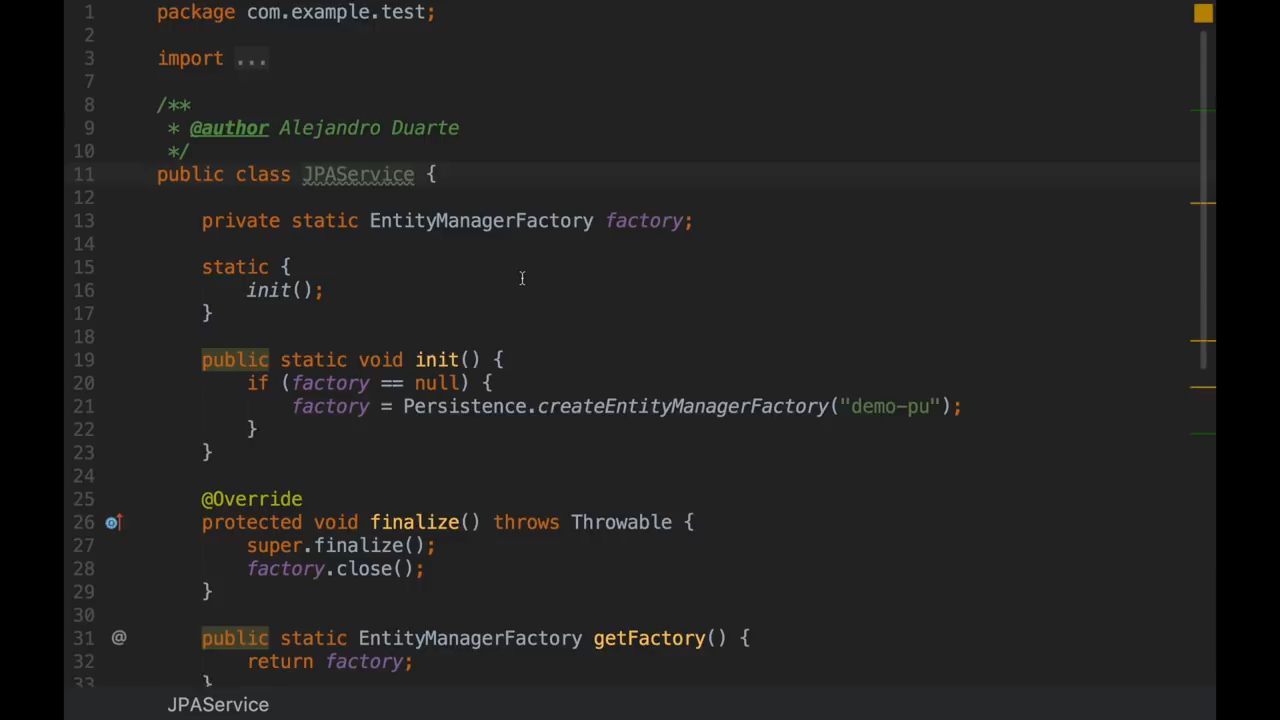 1 package com.example.test;
2
3 import ...
7
8 /**
9 * @author Alejandro Duarte
10 */
11 public class JPAService {
12
13 private static EntityManagerFactory factory;
14
15 static {
16 init();
17 }
18
19 public static void init() {
20 if (factory == null) {
21 factory = Persistence.createEntityManagerFactory("demo-pu");
22 }
23 }
24
25 @Override
26 protected void finalize() throws Throwable {
27 super.finalize();
28 factory.close();
29 }
30
31 @ public static EntityManagerFactory getFactory() {
32 return factory;
33 }
JPAService